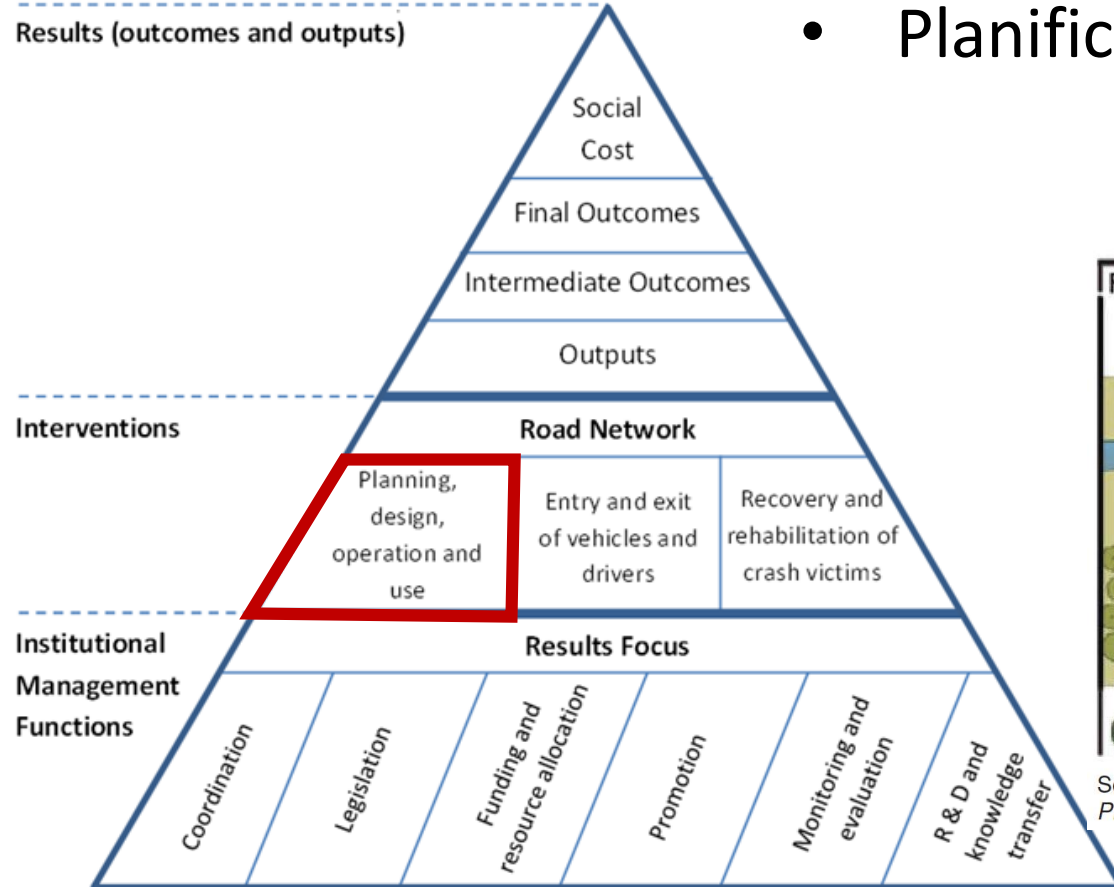 Results (outcomes and outputs)
• Planific
Social
Cost
Final Outcomes
Intermediate Outcomes
Outputs
Interventions
Road Network
Planning,
design,
operation and
use
Entry and exit
of vehicles and
drivers
Recovery and
rehabilitation of
crash victims
Institutional
Management
Functions
Results Focus
Coordination
Legislation
Funding and
resource allocation
Promotion
Monitoring and
evaluation
R & D and
knowledge
transfer